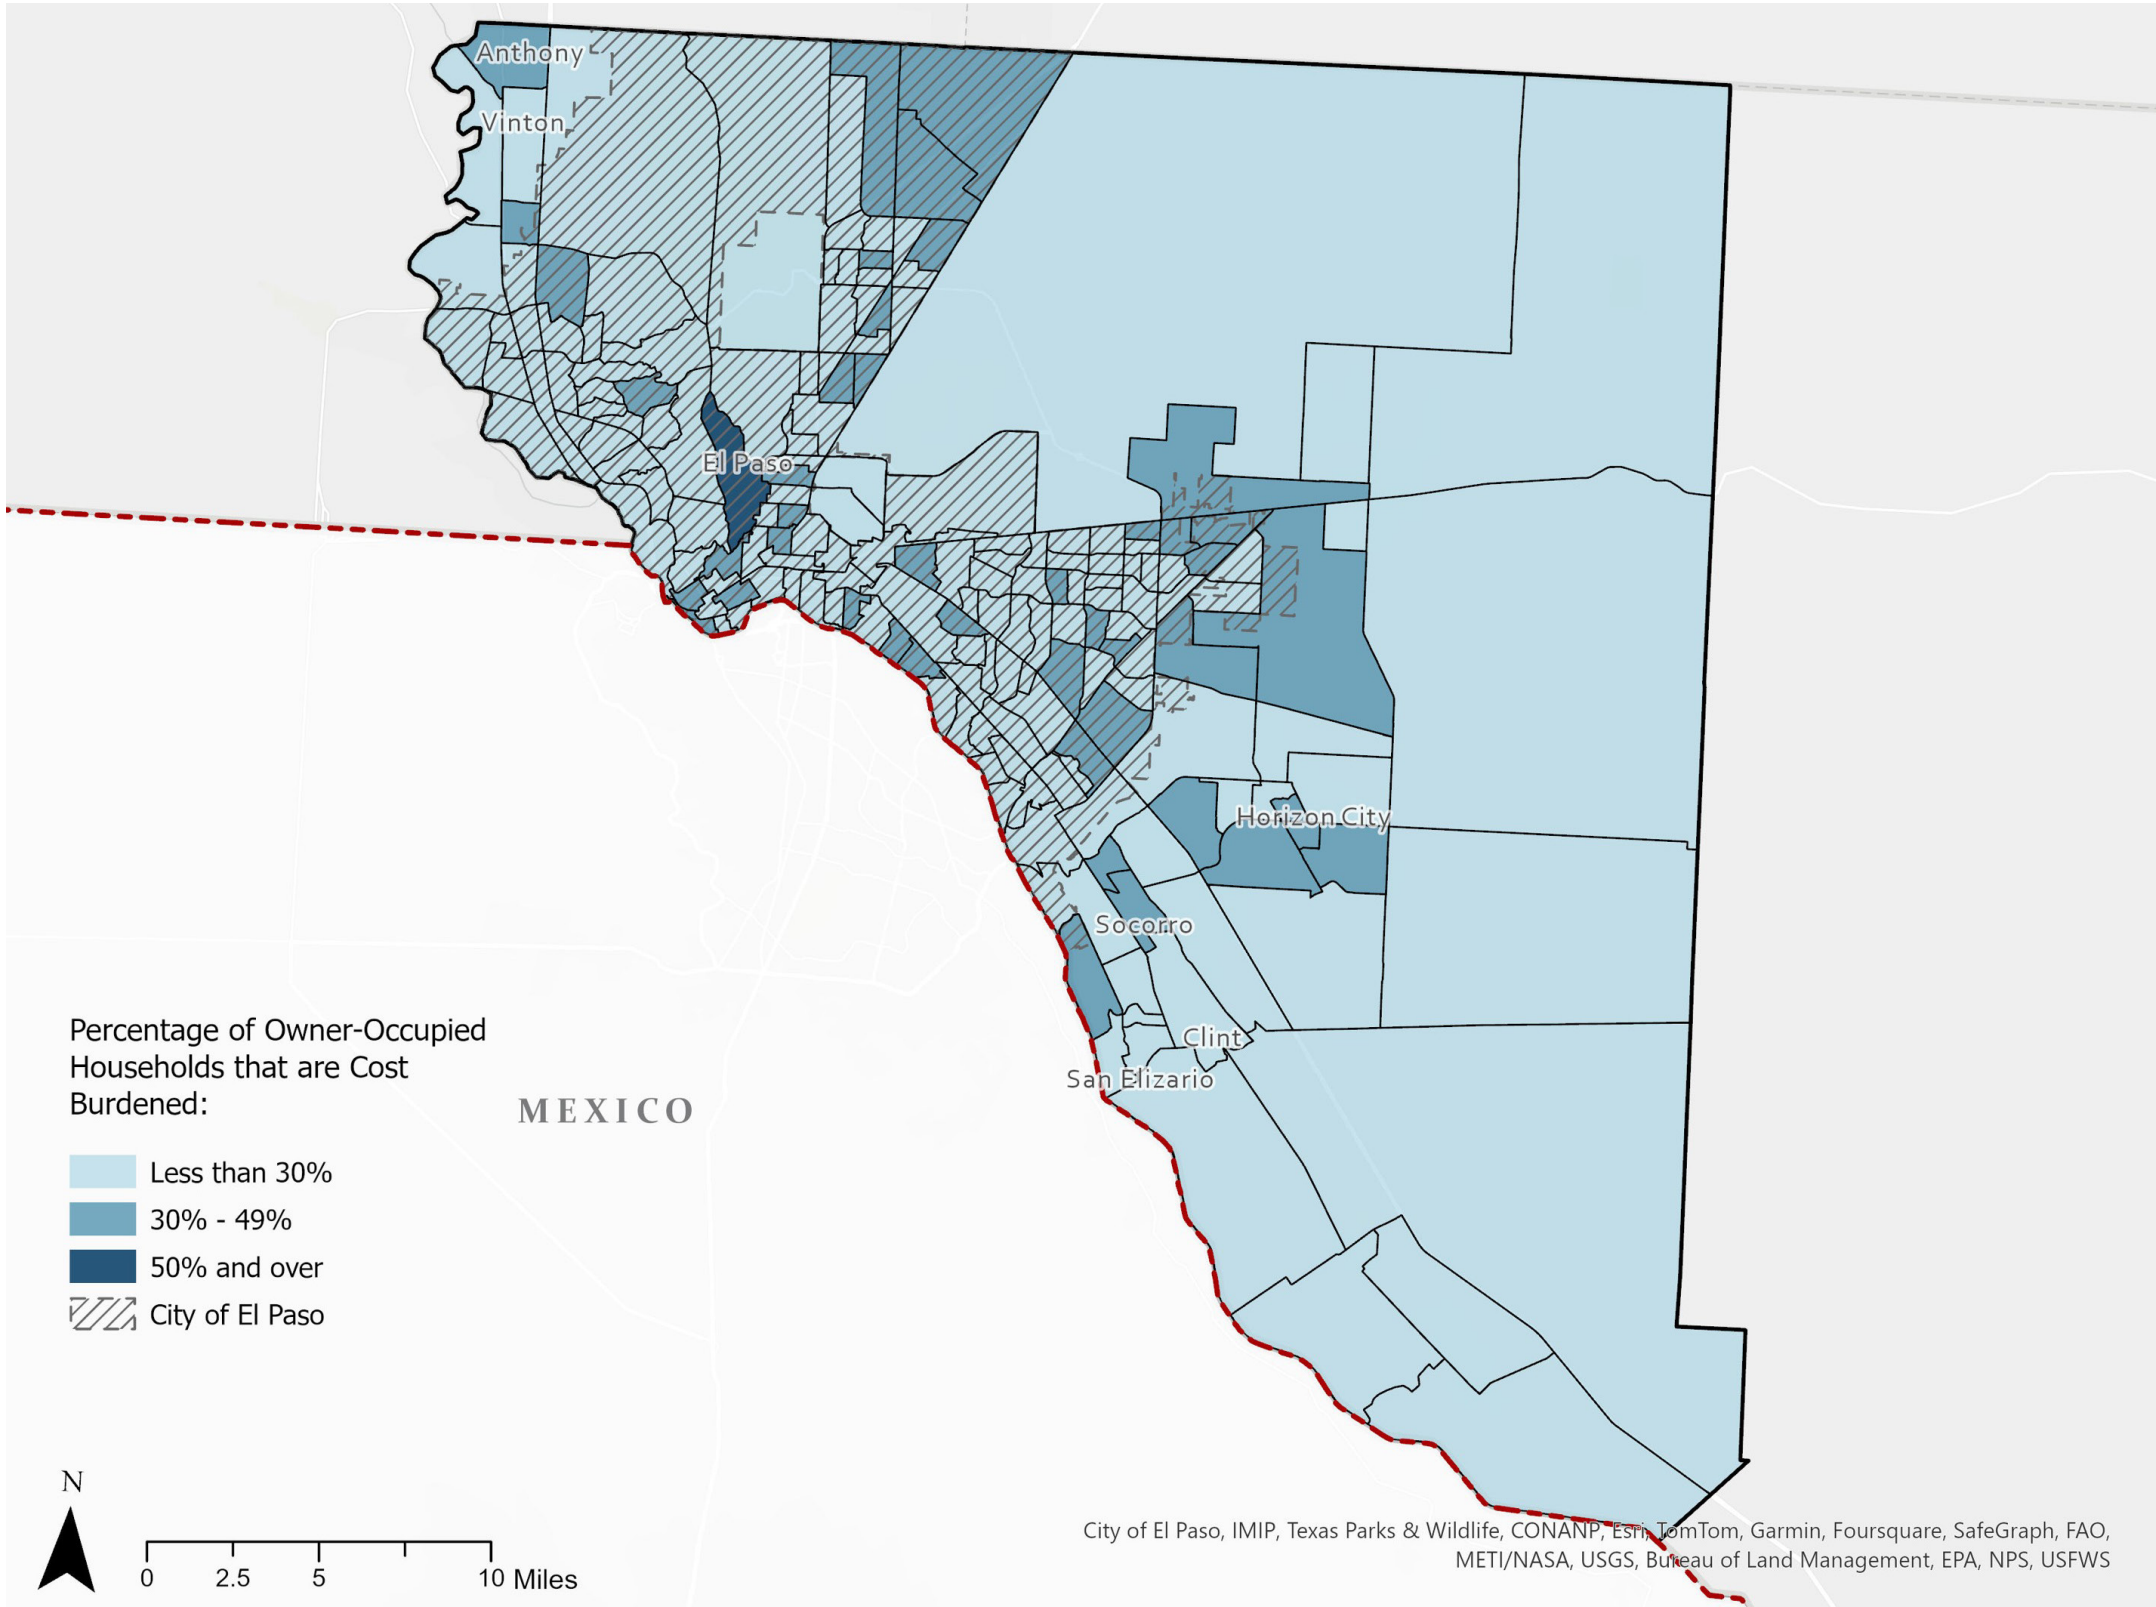 Anthony
Vinton
El Paso
Horizon City
Socorro
Clint
San Elizario
MEXICO
Percentage of Owner-Occupied
Households that are Cost
Burdened:
Less than 30%
30% - 49%
50% and over
City of El Paso
N
0 2.5 5 10 Miles
City of El Paso, IMIP, Texas Parks & Wildlife, CONANP, Esri, TomTom, Garmin, Foursquare, SafeGraph, FAO,
METI/NASA, USGS, Bureau of Land Management, EPA, NPS, USFWS